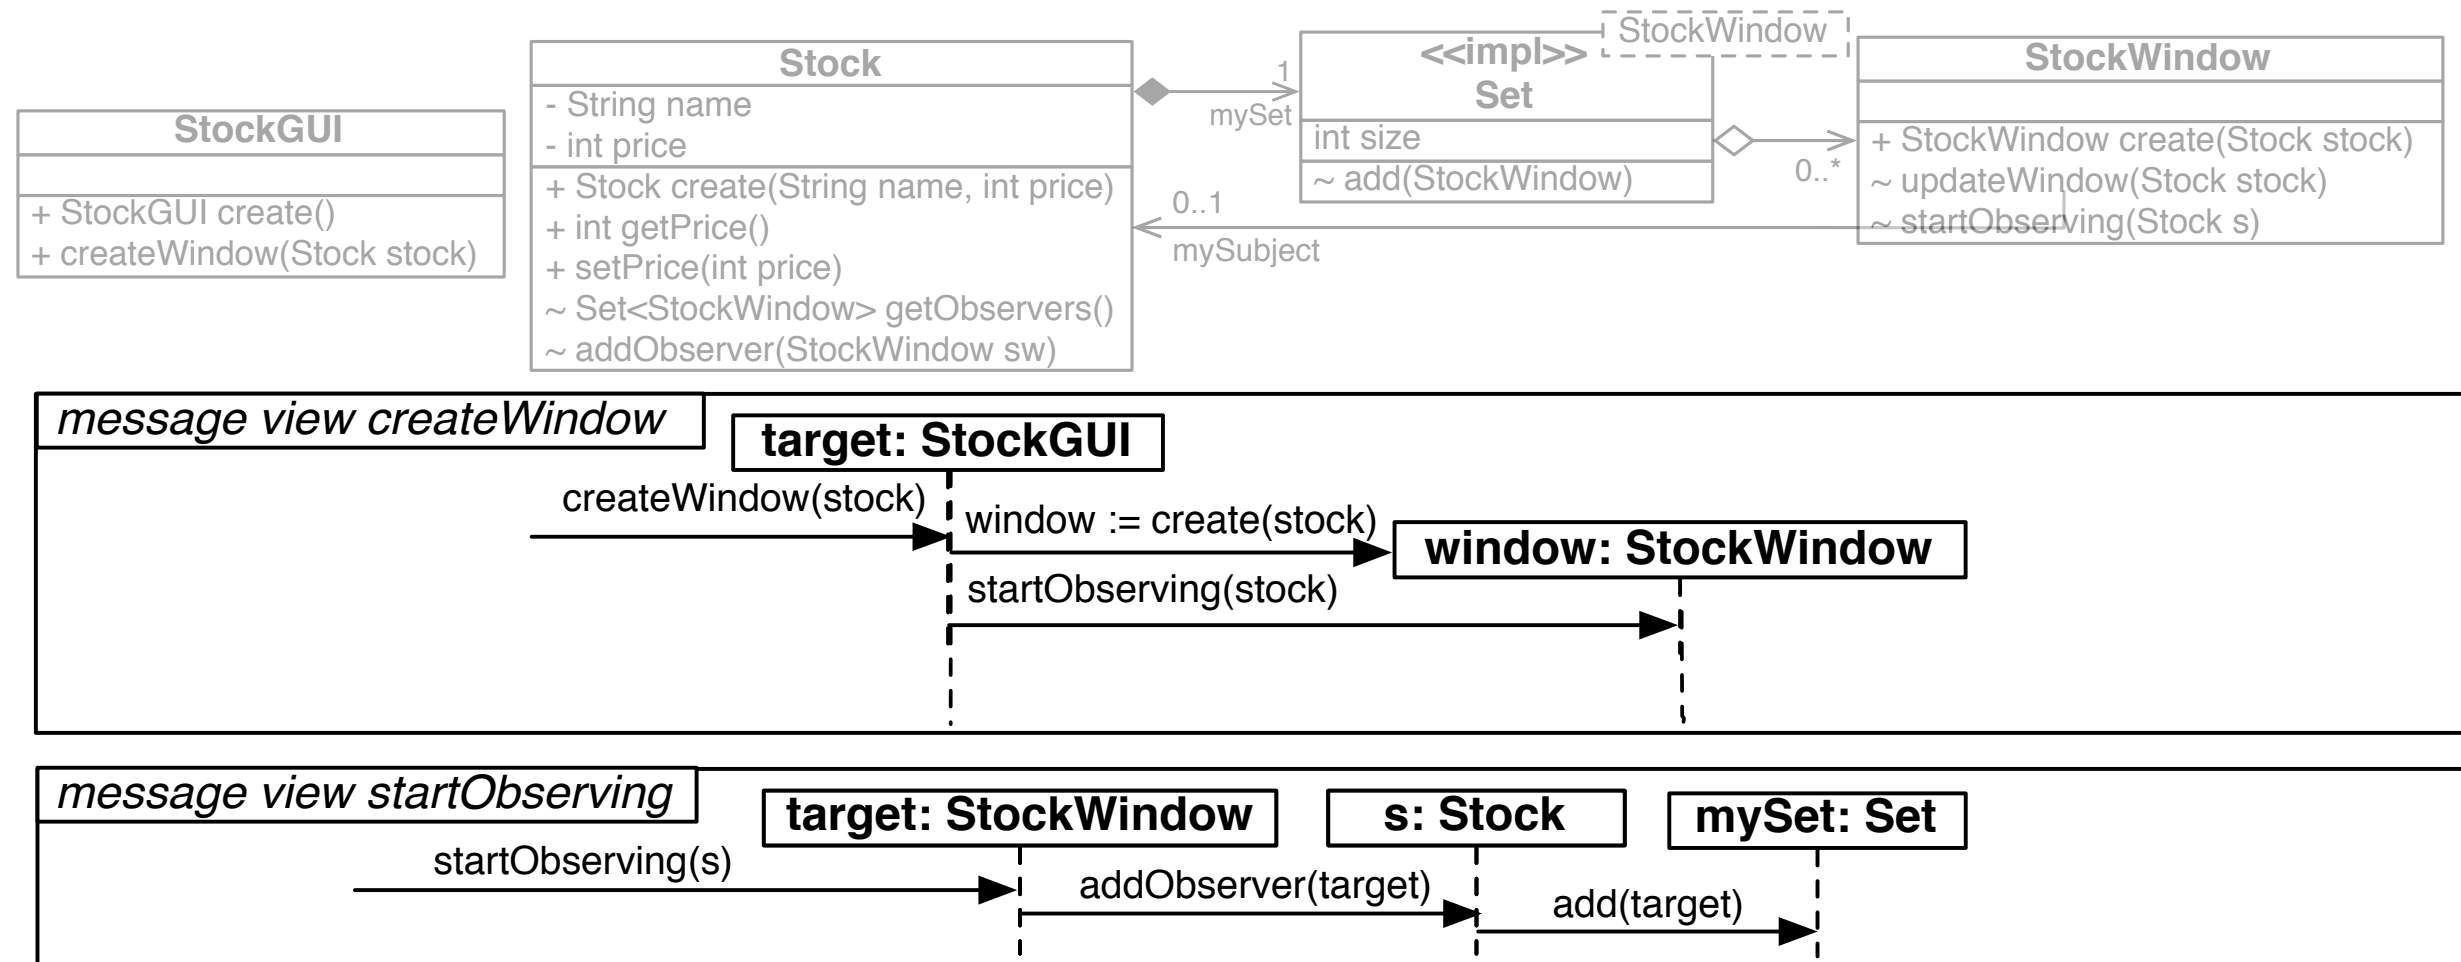 StockGUI
+ StockGUI create()
+ createWindow(Stock stock)
Stock
- String name
- int price
+ Stock create(String name, int price)
+ int getPrice()
+ setPrice(int price)
~ Set<StockWindow> getObservers()
~ addObserver(StockWindow sw)
1
mySet
0..1
mySubject
StockWindow
<<impl>>
Set
int size
~ add(StockWindow)
0..*
StockWindow
+ StockWindow create(Stock stock)
~ updateWindow(Stock stock)
~ startObserving(Stock s)
message view createWindow
target: StockGUI
createWindow(stock)
window := create(stock)
window: StockWindow
startObserving(stock)
message view startObserving
target: StockWindow
s: Stock
mySet: Set
startObserving(s)
addObserver(target)
add(target)